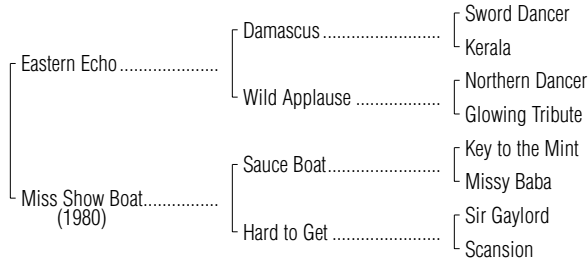 Sword Dancer
Damascus
Kerala
Eastern Echo
Northern Dancer
Wild Applause
Glowing Tribute
Key to the Mint
Sauce Boat
Missy Baba
Miss Show Boat
(1980)
Sir Gaylord
Hard to Get
Scansion